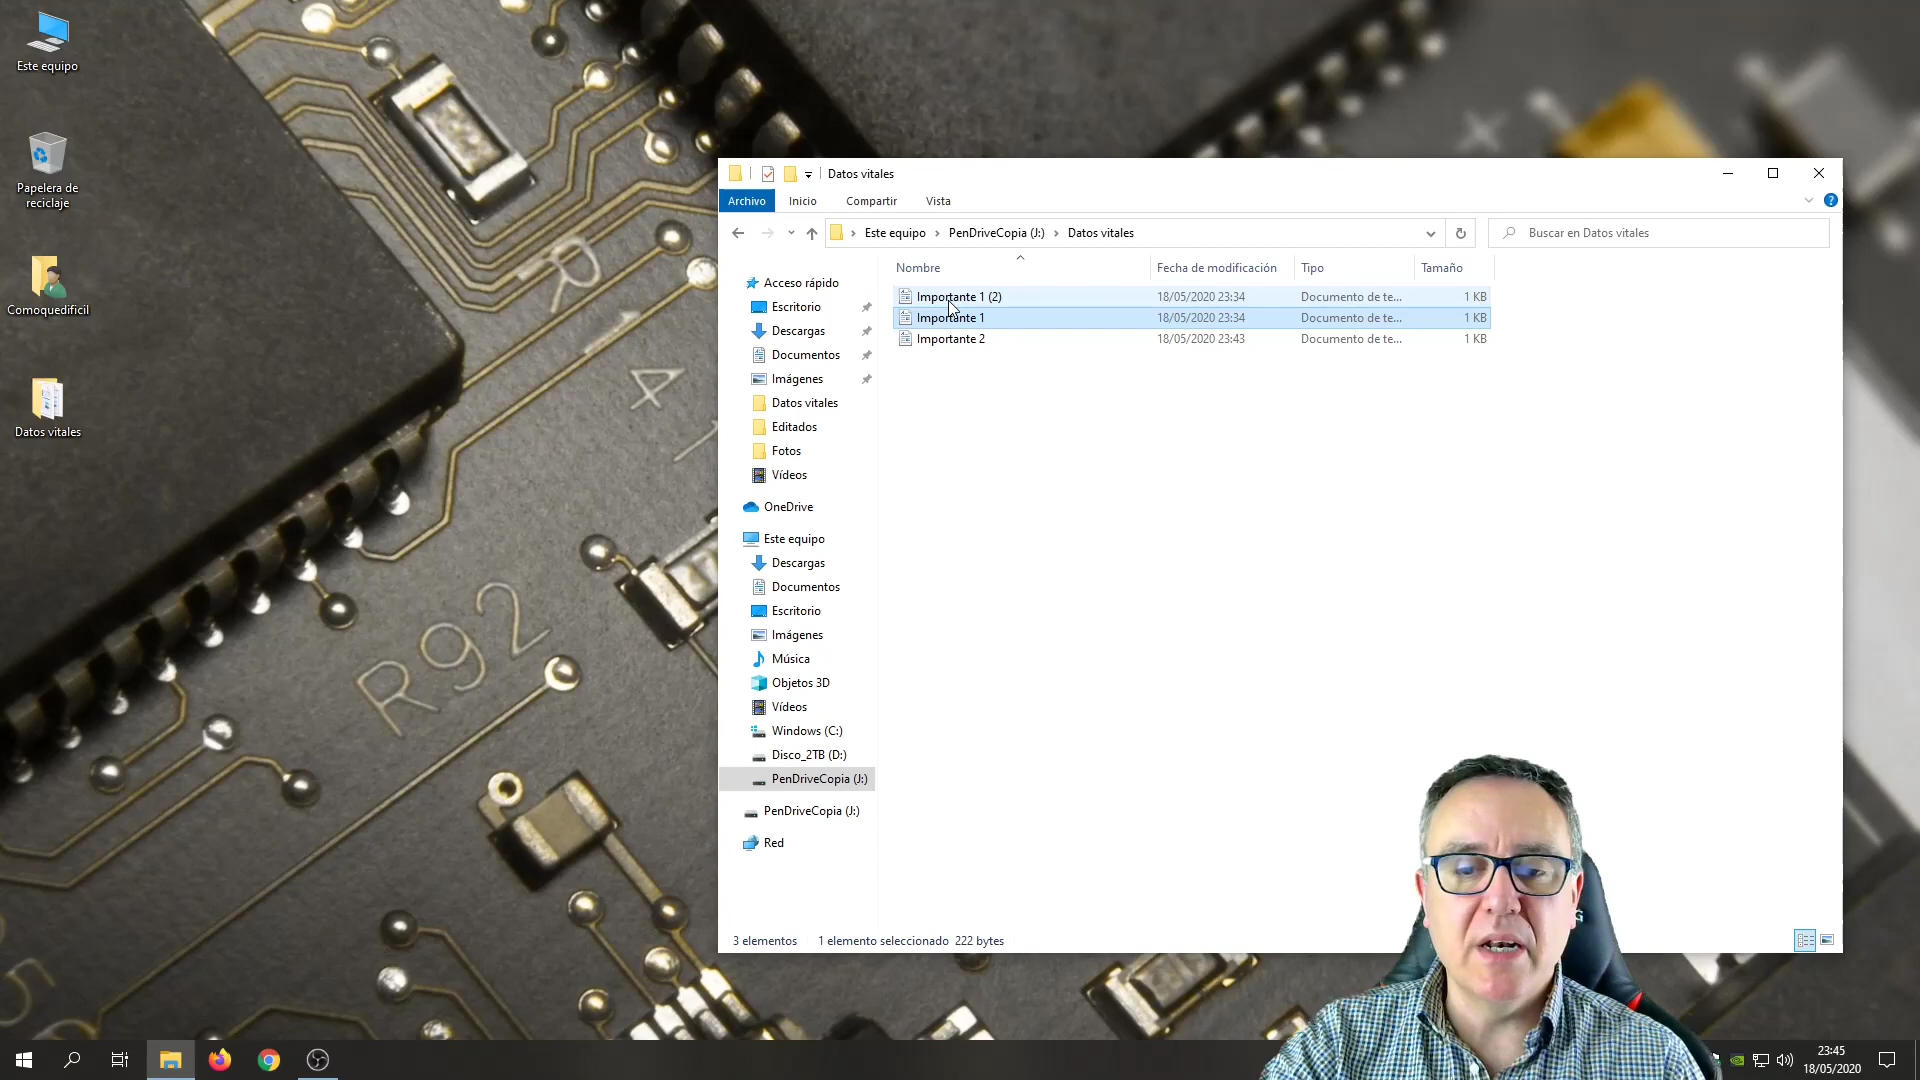 Este equipo
Papelera de
reciclaje
Comoquedificil
Datos vitales
R92
Datos vitales
Archivo
Inicio
Compartir
Vista
Este equipo
PenDriveCopia (J:)
Datos vitales
Buscar en Datos vitales
Nombre
Fecha de modificación
Tipo
Tamaño
Importante 1 (2)
18/05/2020 23:34
Documento de te...
1 KB
Importante 1
18/05/2020 23:34
Documento de te...
1 KB
Importante 2
18/05/2020 23:43
Documento de te...
1 KB
Acceso rápido
Escritorio
Descargas
Documentos
Imágenes
Datos vitales
Editados
Fotos
Vídeos
OneDrive
Este equipo
Descargas
Documentos
Escritorio
Imágenes
Música
Objetos 3D
Vídeos
Windows (C:)
Disco_2TB (D:)
PenDriveCopia (J:)
PenDriveCopia (J:)
Red
3 elementos
1 elemento seleccionado
222 bytes
23:45
18/05/2020